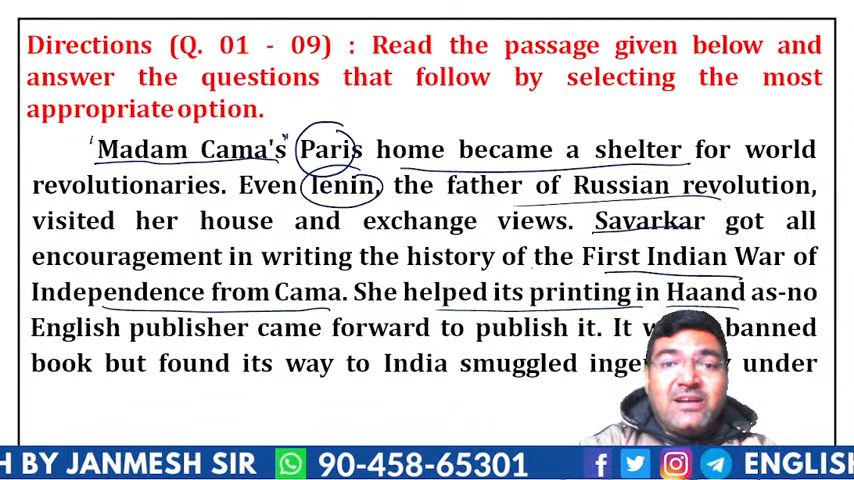 Directions (Q. 01 - 09) : Read the passage given below and
answer the questions that follow by selecting the most
appropriate option.
Madam Cama's Paris home became a shelter for world
revolutionaries. Even Ienin, the father of Russian revolution,
visited her house and exchange views. Savarkar got all
encouragement in writing the history of the First Indian War of
Independence from Cama. She helped its printing in Haand as-no
English publisher came forward to publish it. It banned
book but found its way to India smuggled under
H BY JANMESH SIR 90-458-65301 ENGLISH